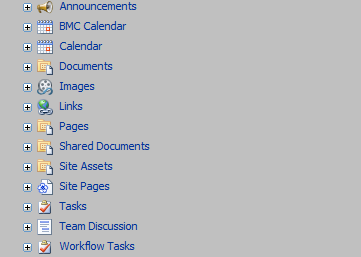 Announcements
BMC Calendar
Calendar
Documents
Images
Links
Pages
Shared Documents
Site Assets
Site Pages
Tasks
Team Discussion
Workflow Tasks